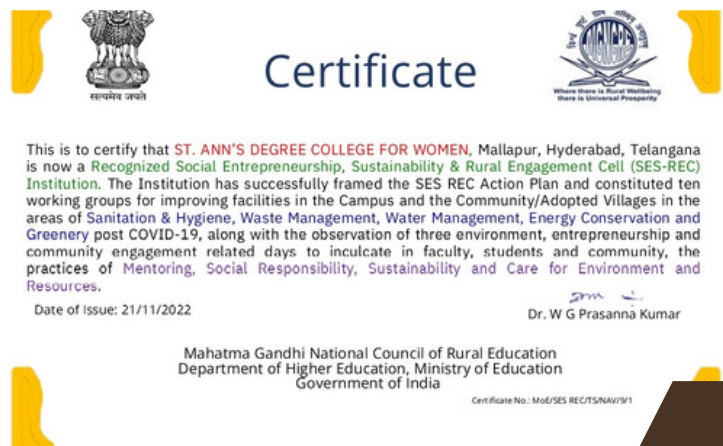 सत्यमेव जयते
Certificate
MGNCRE
Where there is Rural Wellbeing
there is Universal Prosperity
This is to certify that ST. ANN'S DEGREE COLLEGE FOR WOMEN, Mallapur, Hyderabad, Telangana
is now a Recognized Social Entrepreneurship, Sustainability & Rural Engagement Cell (SES-REC)
Institution. The Institution has successfully framed the SES REC Action Plan and constituted ten
working groups for improving facilities in the Campus and the Community/Adopted Villages in the
areas of Sanitation & Hygiene, Waste Management, Water Management, Energy Conservation and
Greenery post COVID-19, along with the observation of three environment, entrepreneurship and
community engagement related days to inculcate in faculty, students and community, the
practices of Mentoring, Social Responsibility, Sustainability and Care for Environment and
Resources.
Date of Issue: 21/11/2022
Dr. W G Prasanna Kumar
Mahatma Gandhi National Council of Rural Education
Department of Higher Education, Ministry of Education
Government of India
Certificate No.: MoE/SES REC/TS/NAV/9/1